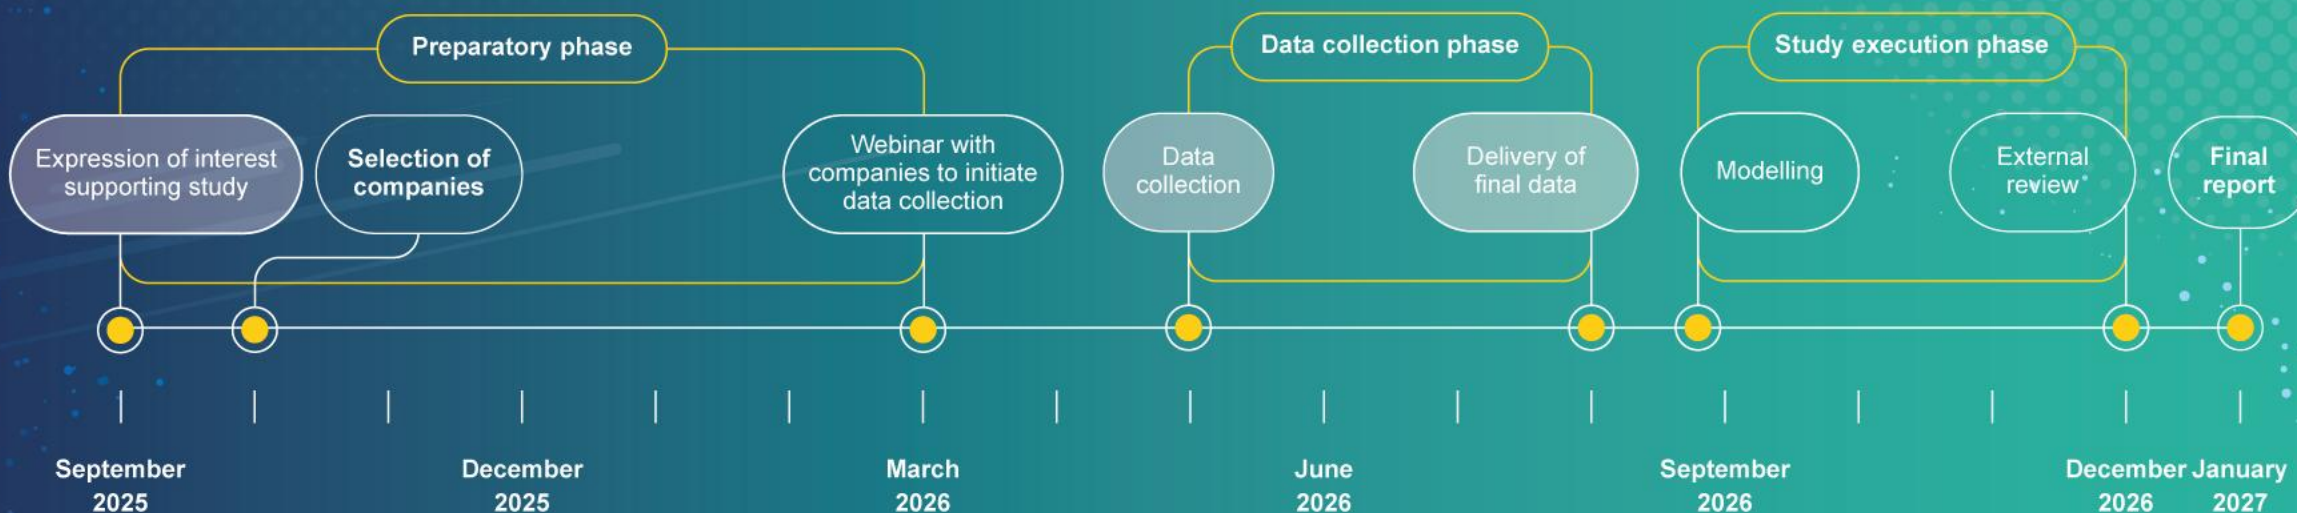 Preparatory phase
Data collection phase
Study execution phase
Expression of interest
supporting study
Selection of
companies
Webinar with
companies to initiate
data collection
Data
collection
Delivery of
final data
Modelling
External
review
Final
report
September
2025
December
2025
March
2026
June
2026
September
2026
December
2026
January
2027